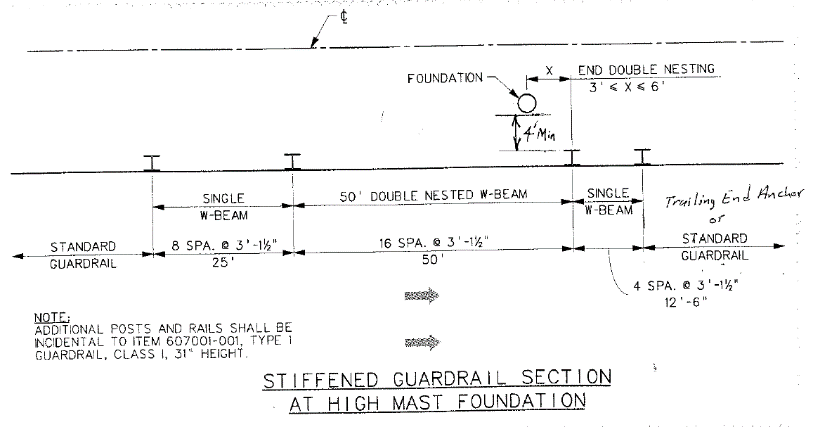 ℄
FOUNDATION
X
END DOUBLE NESTING
3' ≤ X ≤ 6'
4' Min
SINGLE
W-BEAM
50' DOUBLE NESTED W-BEAM
SINGLE
W-BEAM
Trailing End Anchor
or
STANDARD
GUARDRAIL
8 SPA. @ 3'-1½"
25'
16 SPA. @ 3'-1½"
50'
STANDARD
GUARDRAIL
4 SPA. @ 3'-1½"
12'-6"
NOTE:
ADDITIONAL POSTS AND RAILS SHALL BE
INCIDENTAL TO ITEM 607001-001, TYPE 1
GUARDRAIL, CLASS I, 31" HEIGHT.
STIFFENED GUARDRAIL SECTION
AT HIGH MAST FOUNDATION